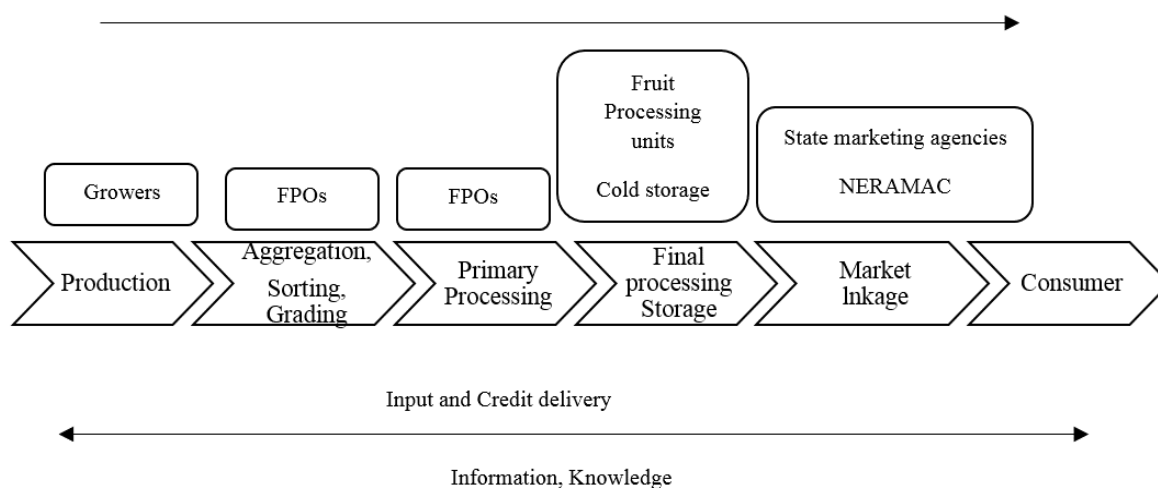 Fruit
Processing
units
Cold storage
State marketing agencies
NERAMAC
Growers
FPOs
FPOs
Production
Aggregation,
Sorting,
Grading
Primary
Processing
Final
processing
Storage
Market
lnkage
Consumer
Input and Credit delivery
Information, Knowledge